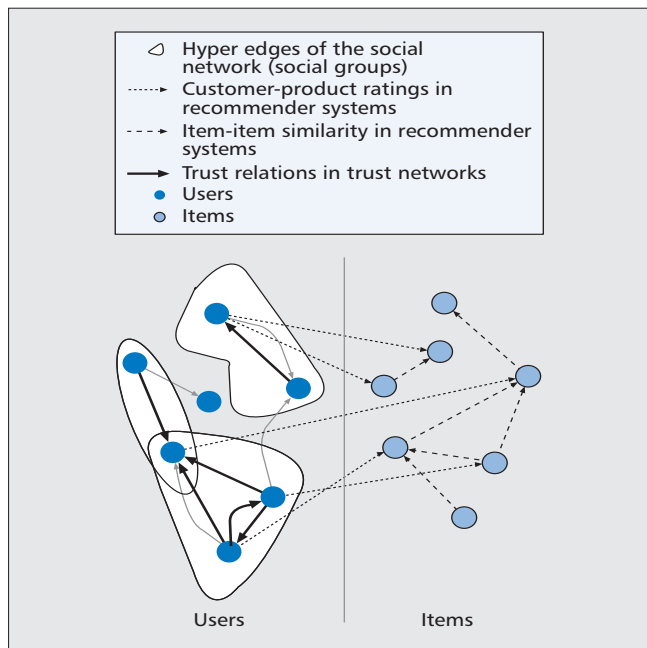 Hyper edges of the social
network (social groups)
Customer-product ratings in
recommender systems
Item-item similarity in recommender
systems
Trust relations in trust networks
Users
Items
Users
Items